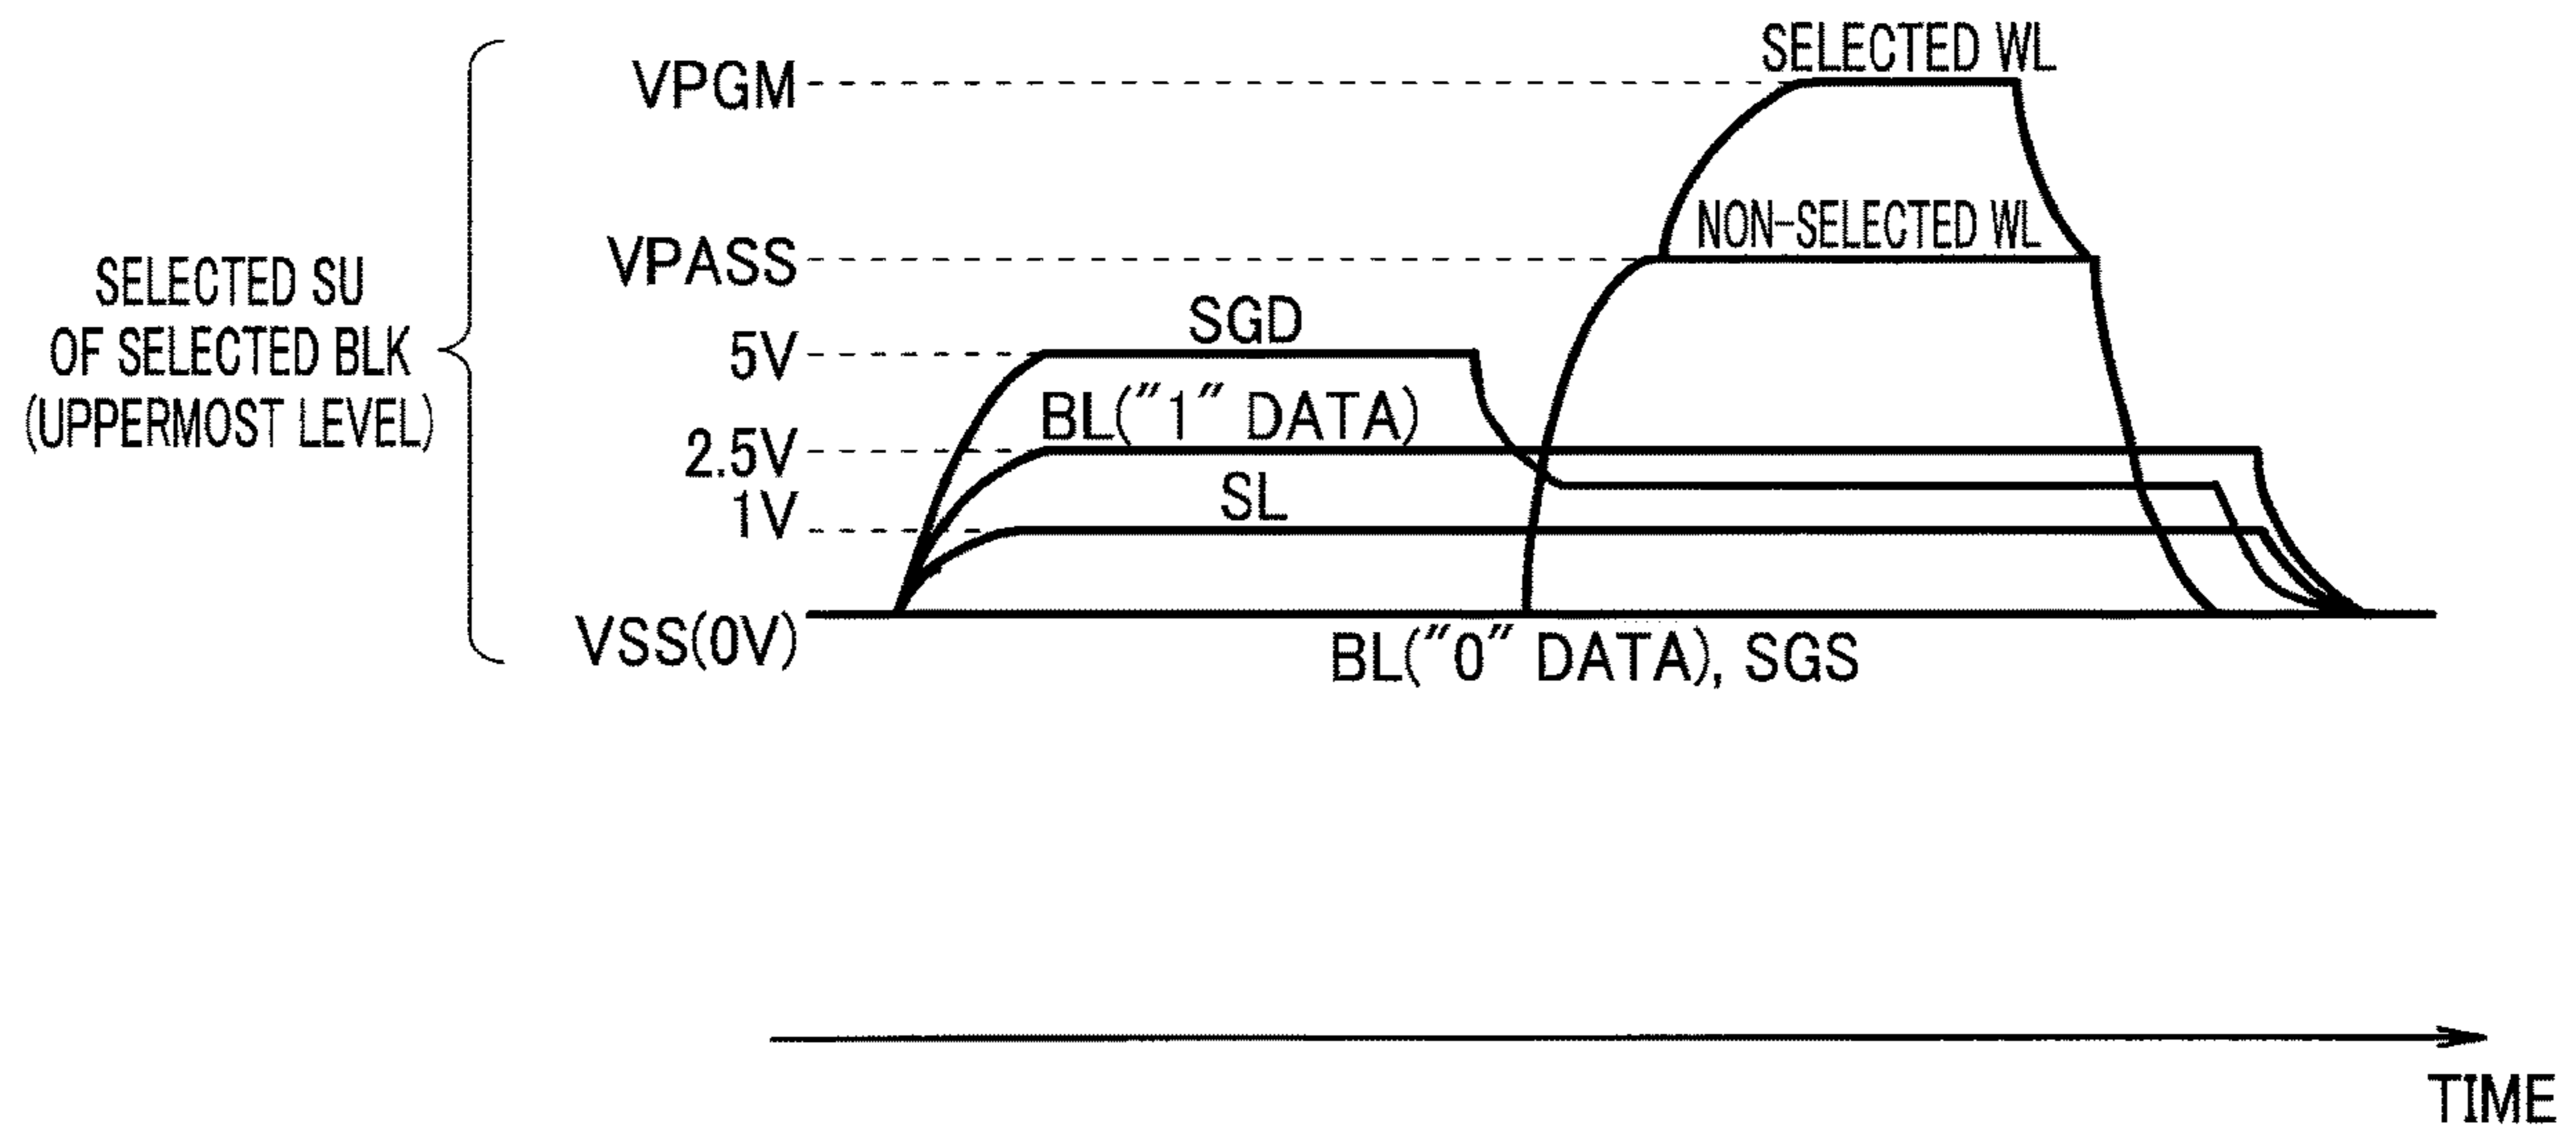 SELECTED SU
OF SELECTED BLK
(UPPERMOST LEVEL)
VPGM
VPASS
5V
2.5V
1V
VSS(0V)
SELECTED WL
NON-SELECTED WL
SGD
BL("1" DATA)
SL
BL("0" DATA), SGS
TIME